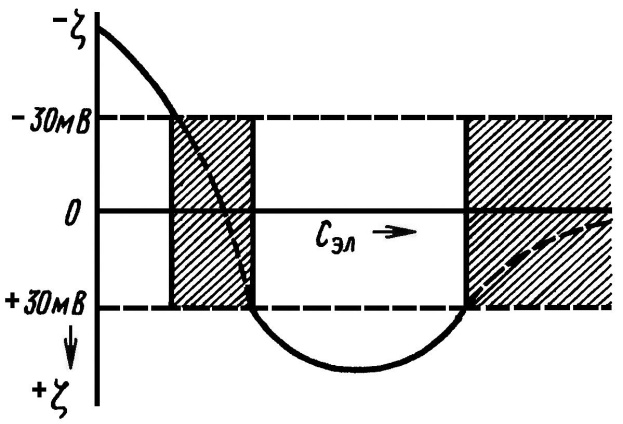 -ζ
- 30мВ
0
Cэл →
+ 30мВ
+ζ